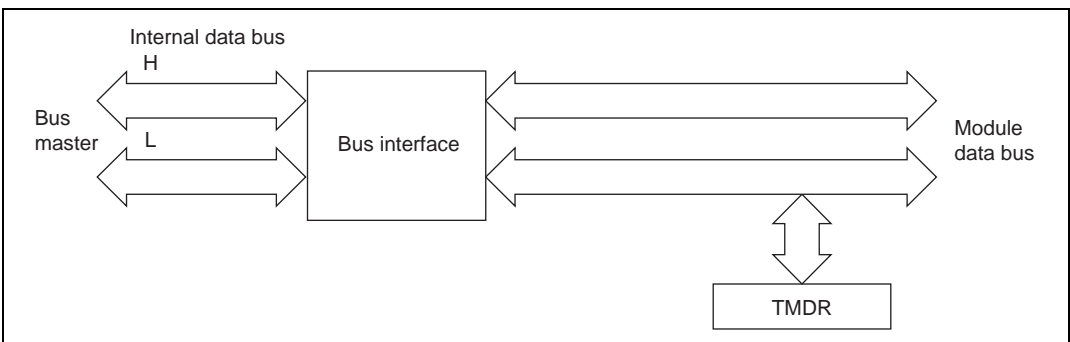 Internal data bus
H
Bus
master
L
Bus interface
Module
data bus
TMDR